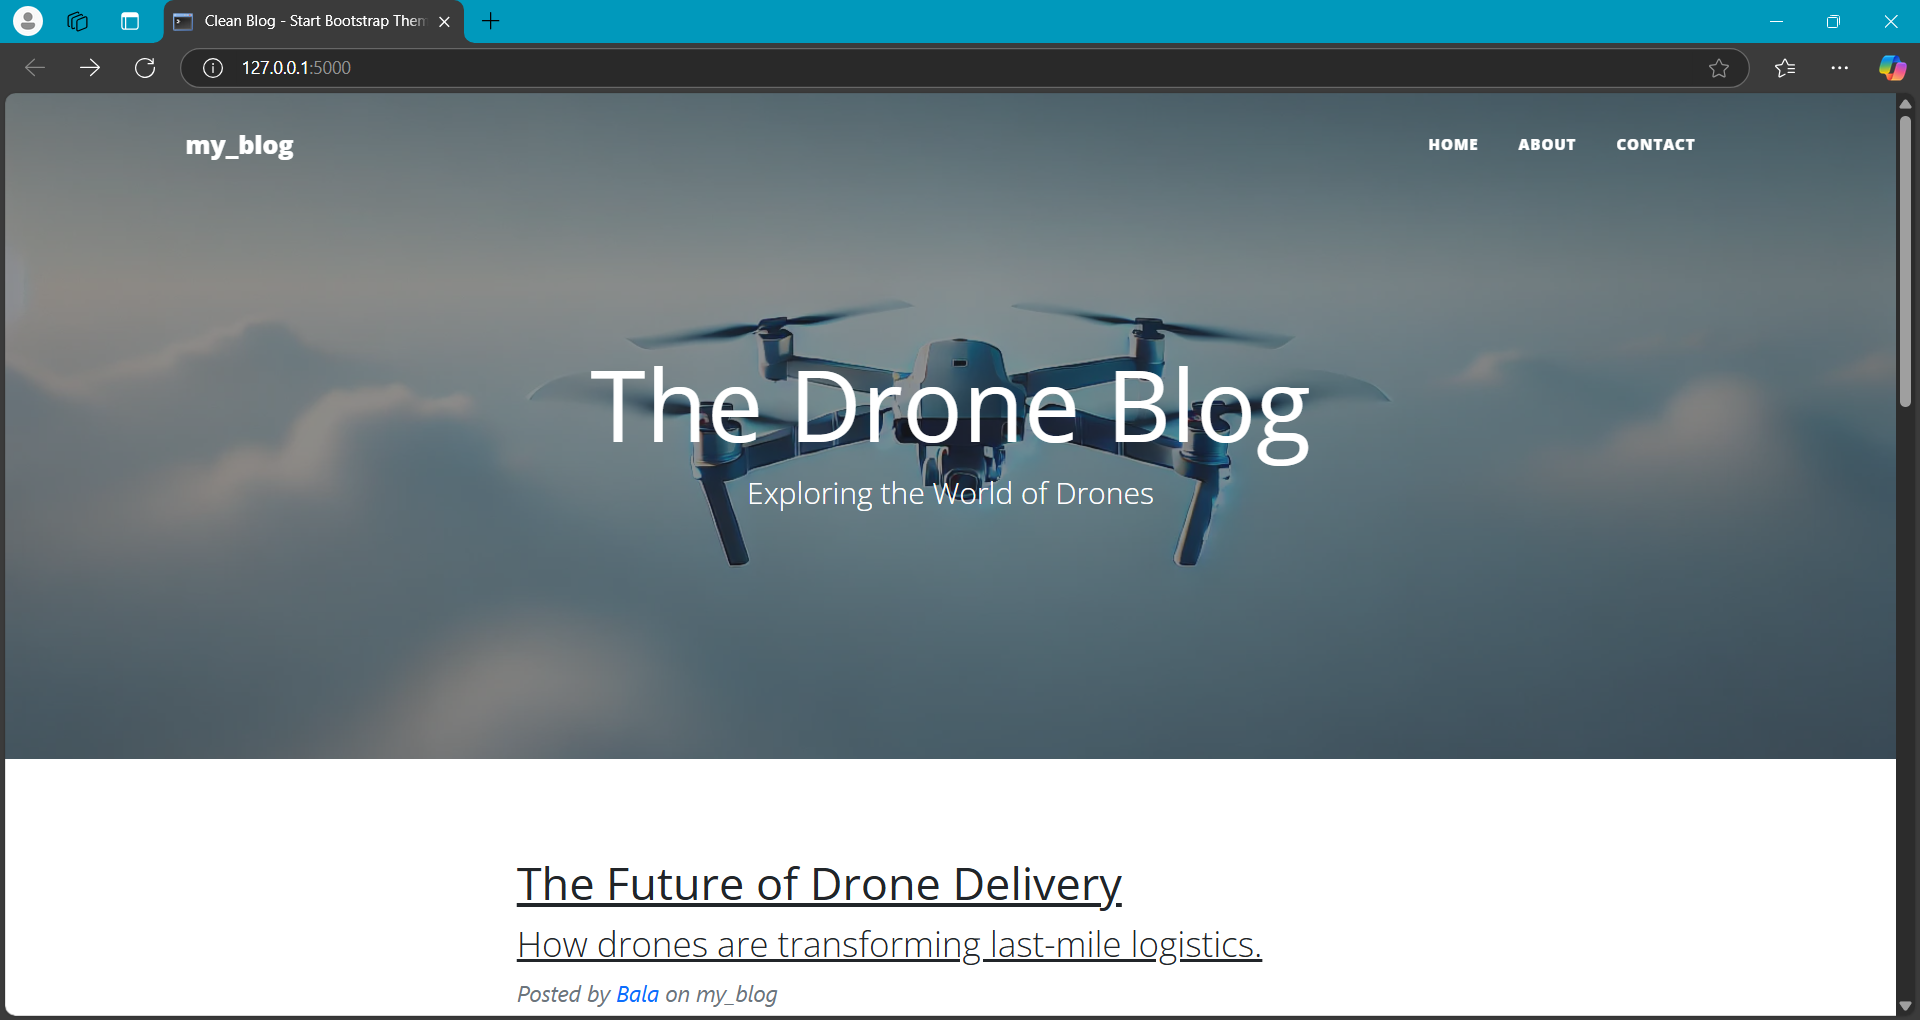 Clean Blog - Start Bootstrap Them
127.0.0.1:5000
my_blog
HOME ABOUT CONTACT
The Drone Blog
Exploring the World of Drones
The Future of Drone Delivery
How drones are transforming last-mile logistics.
Posted by Bala on my_blog